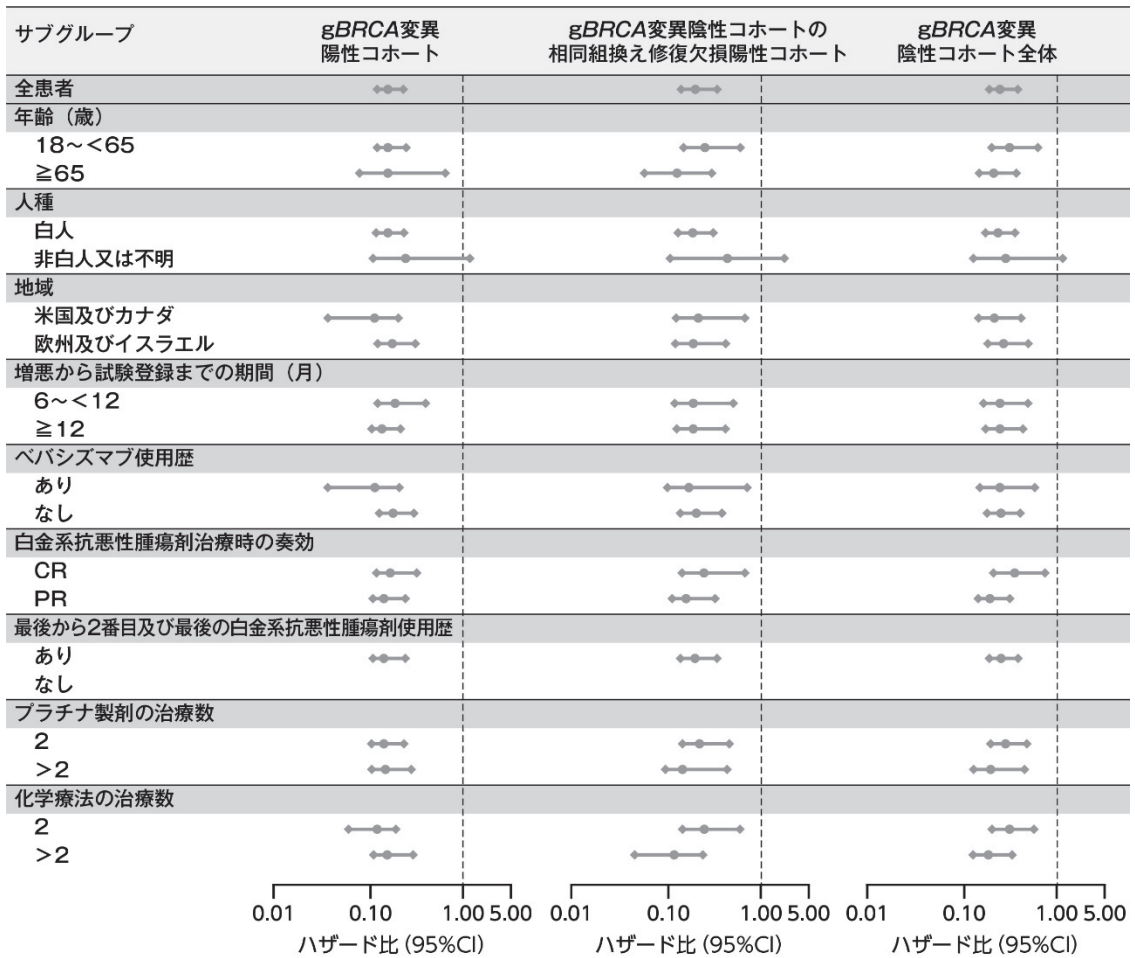 サブグループ
gBRCA変異
陽性コホート
gBRCA変異陰性コホートの
相同組換え修復欠損陽性コホート
gBRCA変異
陰性コホート全体
全患者
年齢（歳）
18～<65
≧65
人種
白人
非白人又は不明
地域
米国及びカナダ
欧州及びイスラエル
増悪から試験登録までの期間（月）
6～<12
≧12
ベバシズマブ使用歴
あり
なし
白金系抗悪性腫瘍剤治療時の奏効
CR
PR
最後から2番目及び最後の白金系抗悪性腫瘍剤使用歴
あり
なし
プラチナ製剤の治療数
2
>2
化学療法の治療数
2
>2
0.01 0.10 1.00 5.00 0.01 0.10 1.00 5.00 0.01 0.10 1.00 5.00
ハザード比 (95%CI) ハザード比 (95%CI) ハザード比 (95%CI)